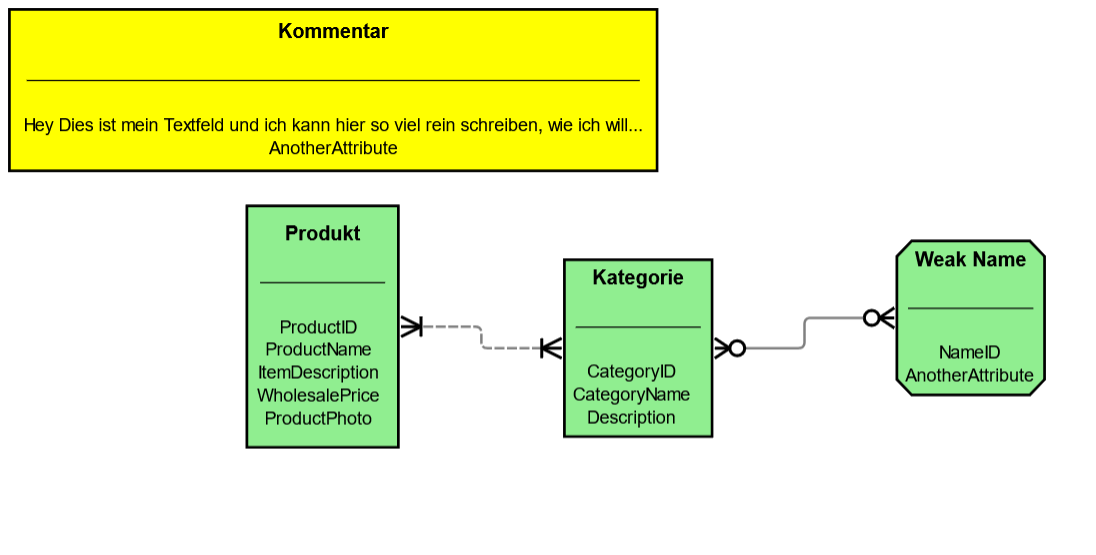 Kommentar
Hey Dies ist mein Textfeld und ich kann hier so viel rein schreiben, wie ich will...
AnotherAttribute
Produkt
ProductID
ProductName
ItemDescription
WholesalePrice
ProductPhoto
Kategorie
CategoryID
CategoryName
Description
Weak Name
NameID
AnotherAttribute